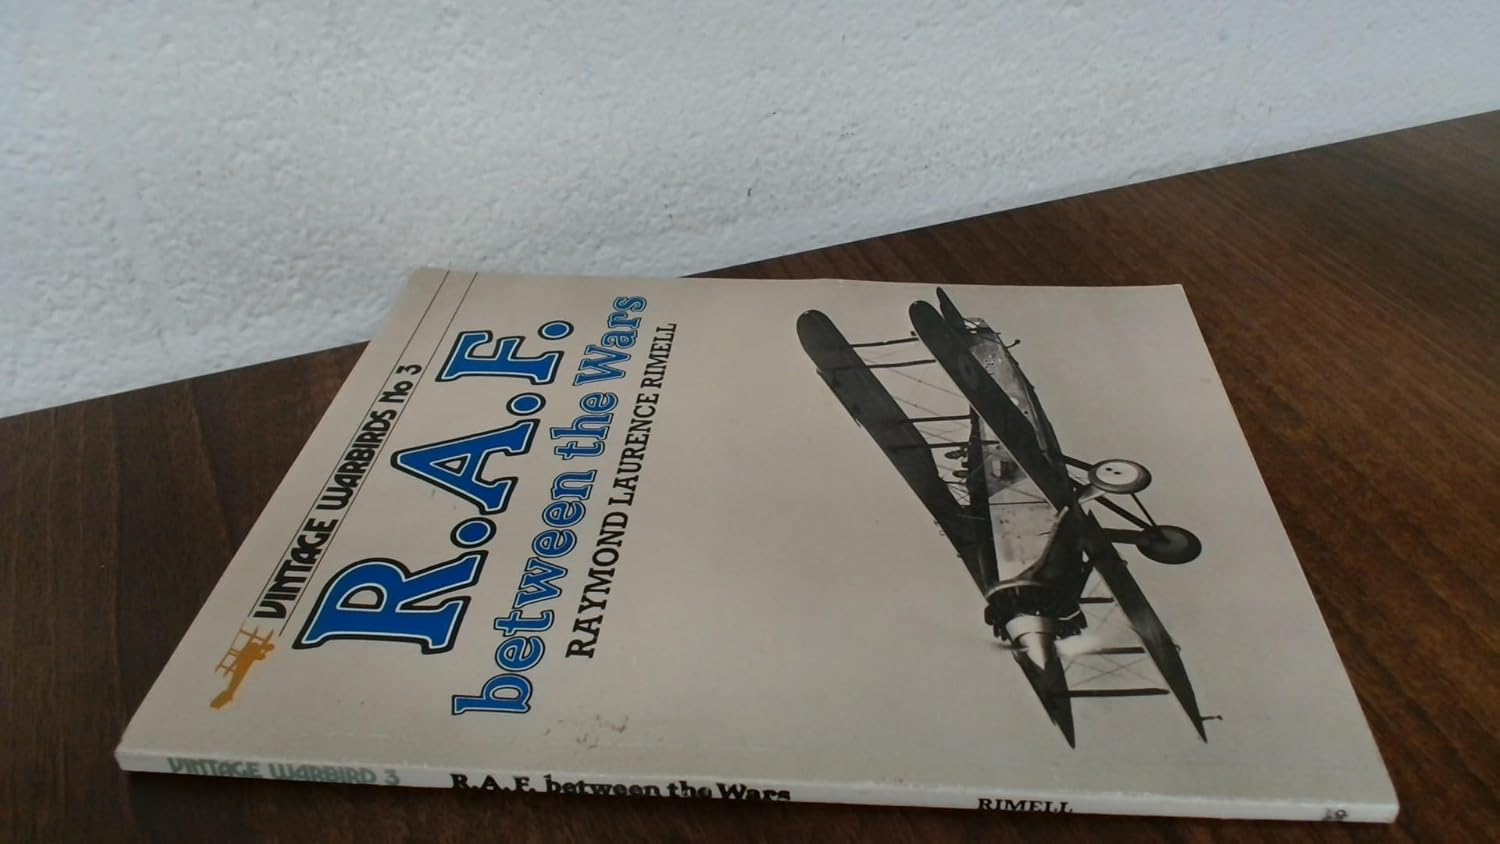 VINTAGE WARBIRDS No 3
R.A.F.
between the Wars
RAYMOND LAURENCE RIMELL
VINTAGE WARBIRD 3 R.A.F. between the Wars RIMELL